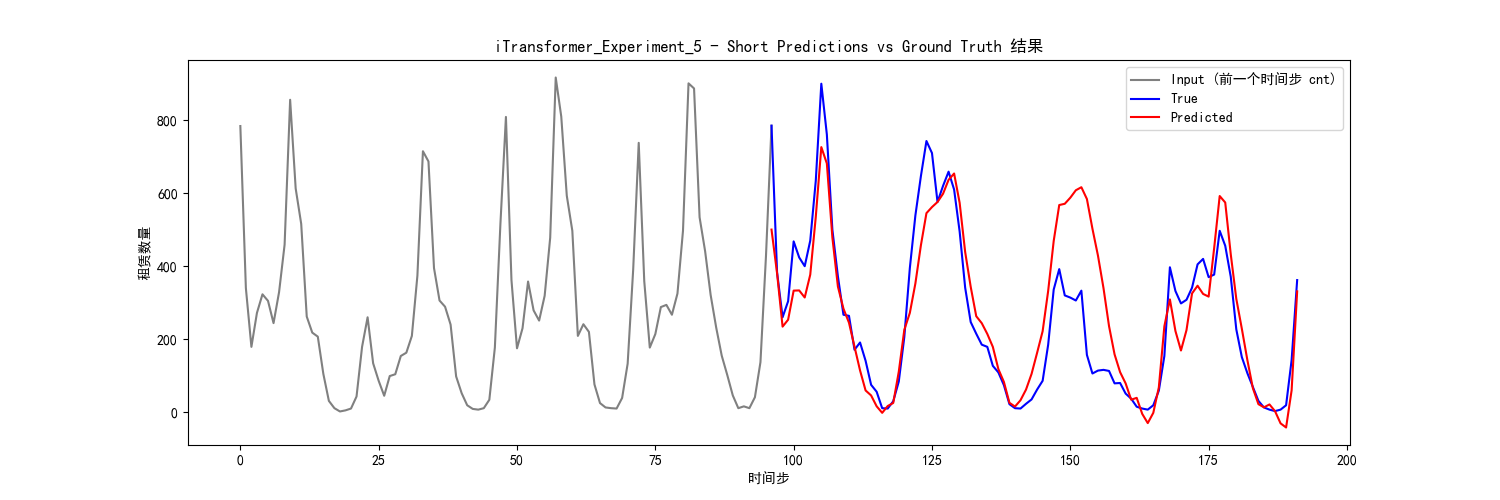 iTransformer_Experiment_5 - Short Predictions vs Ground Truth 结果
Input (前一个时间步 cnt)
True
Predicted
租赁数量
800
600
400
200
0
0 25 50 75 100 125 150 175 200
时间步